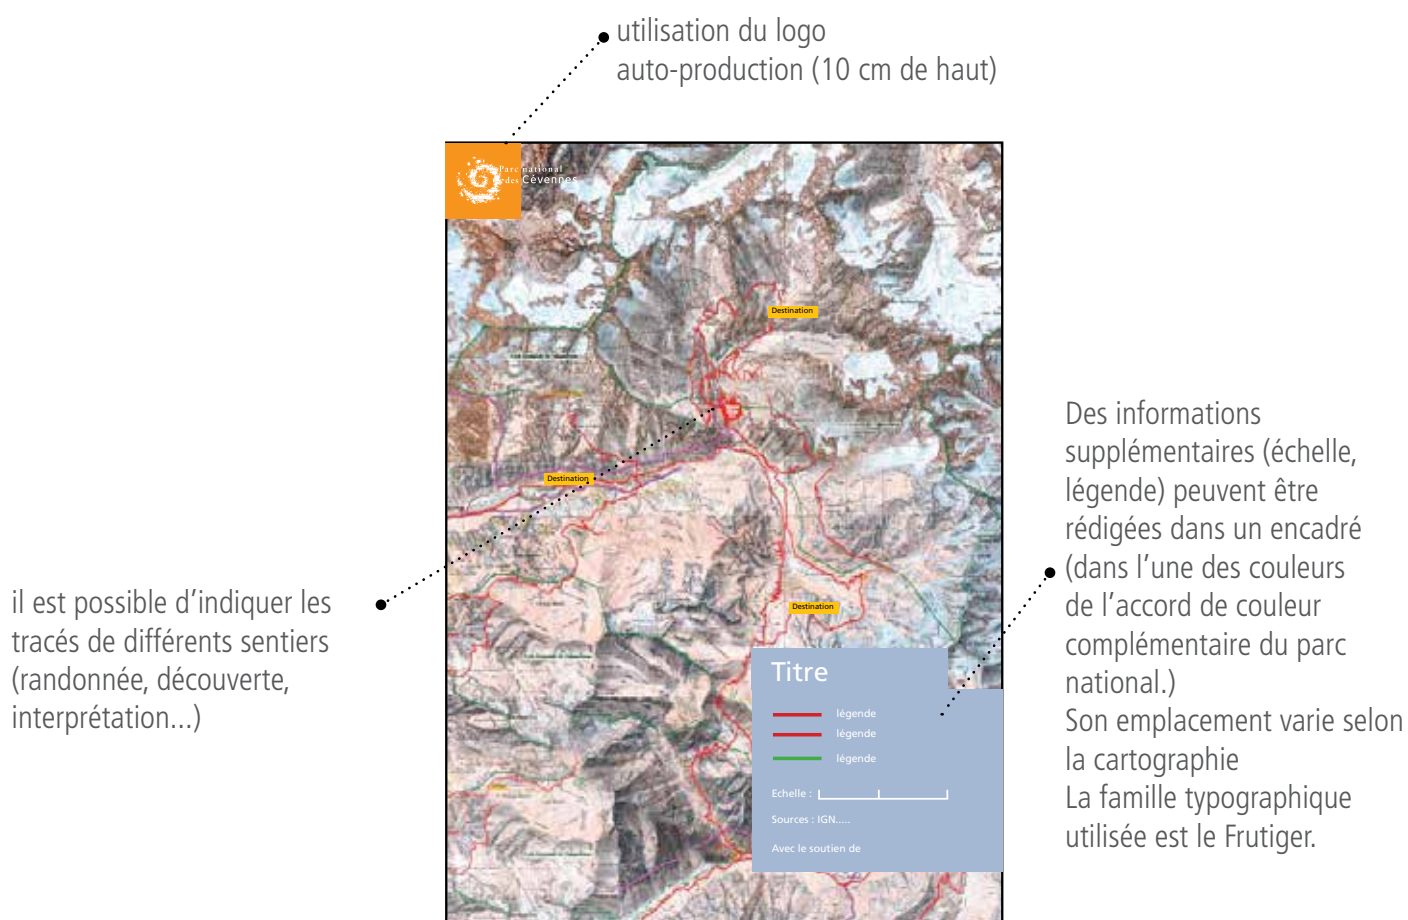 utilisation du logo
auto-production (10 cm de haut)
Parc national
des Cévennes
Destination
Destination
Destination
il est possible d’indiquer les
tracés de différents sentiers
(randonnée, découverte,
interprétation...)
Titre
légende
légende
légende
Echelle :
Sources : IGN.....
Avec le soutien de
Des informations
supplémentaires (échelle,
légende) peuvent être
rédigées dans un encadré
(dans l’une des couleurs
de l’accord de couleur
complémentaire du parc
national.)
Son emplacement varie selon
la cartographie
La famille typographique
utilisée est le Frutiger.